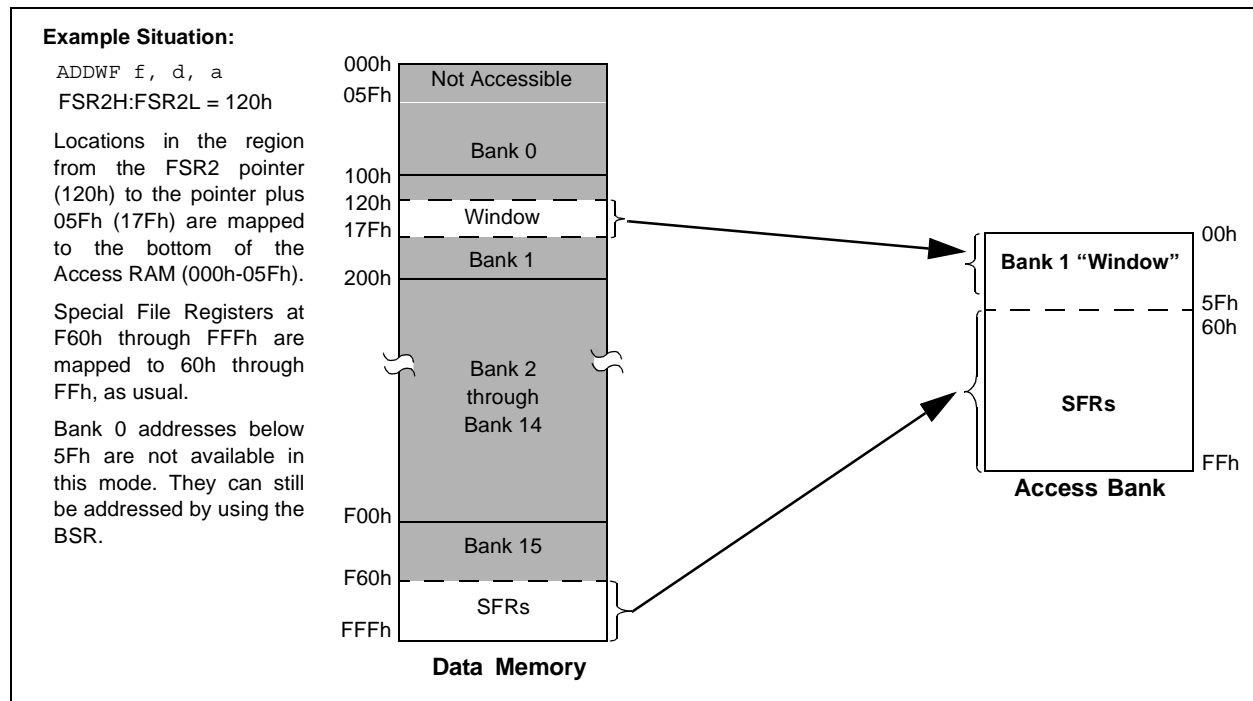 Example Situation:
ADDWF f, d, a
FSR2H:FSR2L = 120h
Locations in the region
from the FSR2 pointer
(120h) to the pointer plus
05Fh (17Fh) are mapped
to the bottom of the
Access RAM (000h-05Fh).
Special File Registers at
F60h through FFFh are
mapped to 60h through
FFh, as usual.
Bank 0 addresses below
5Fh are not available in
this mode. They can still
be addressed by using the
BSR.
000h
Not Accessible
05Fh
Bank 0
100h
120h
Window
17Fh
Bank 1
200h
Bank 2
through
Bank 14
F00h
Bank 15
F60h
SFRs
FFFh
Data Memory
00h
Bank 1 “Window”
5Fh
60h
SFRs
FFh
Access Bank